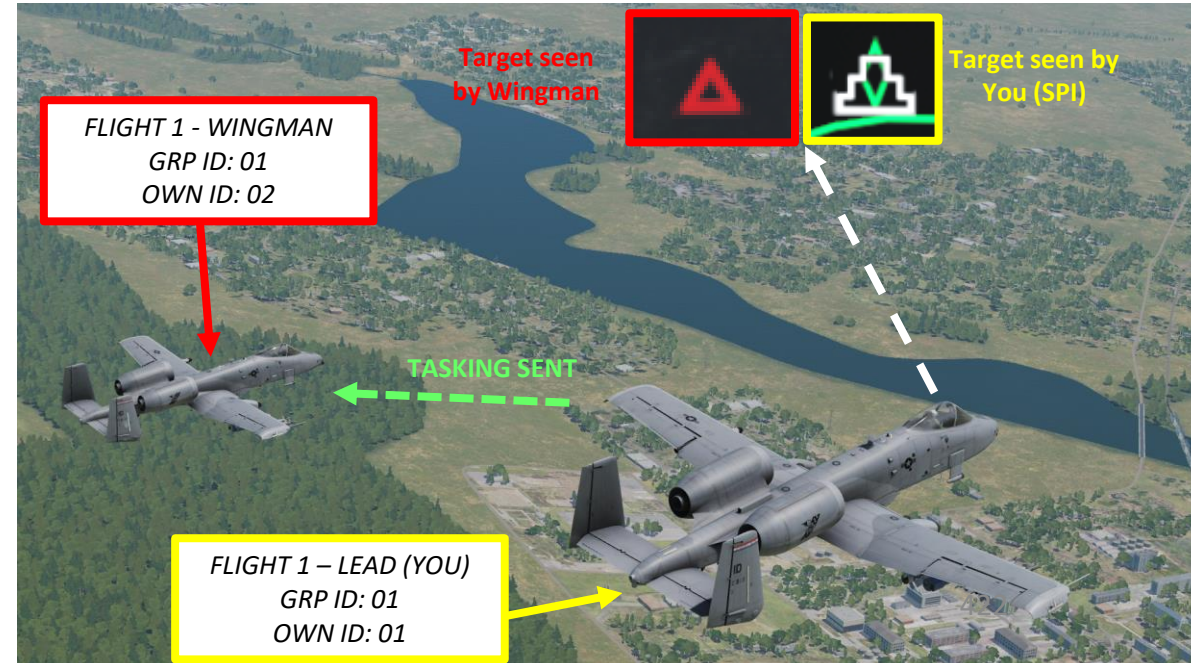 Target seen
by Wingman
Target seen by
You (SPI)
FLIGHT 1 - WINGMAN
GRP ID: 01
OWN ID: 02
TASKING SENT
FLIGHT 1 – LEAD (YOU)
GRP ID: 01
OWN ID: 01
ID